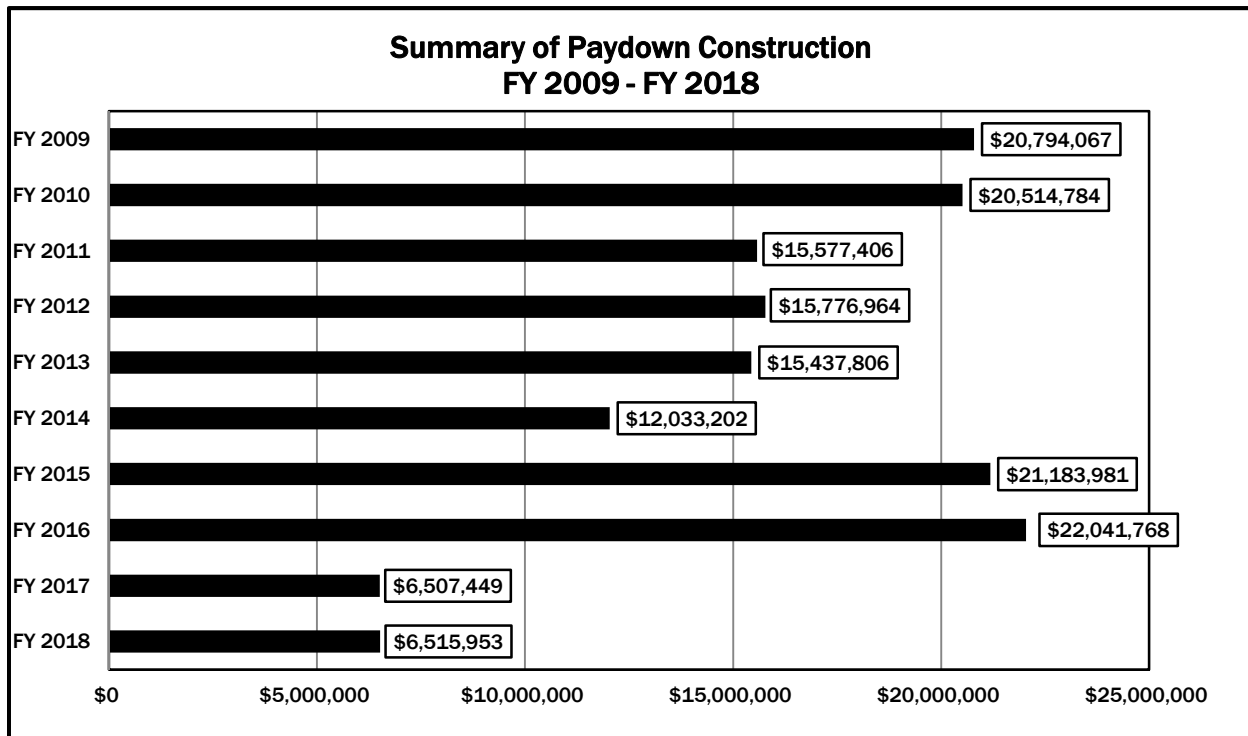 Summary of Paydown Construction
FY 2009 - FY 2018
FY 2009 $20,794,067
FY 2010 $20,514,784
FY 2011 $15,577,406
FY 2012 $15,776,964
FY 2013 $15,437,806
FY 2014 $12,033,202
FY 2015 $21,183,981
FY 2016 $22,041,768
FY 2017 $6,507,449
FY 2018 $6,515,953
$0 $5,000,000 $10,000,000 $15,000,000 $20,000,000 $25,000,000